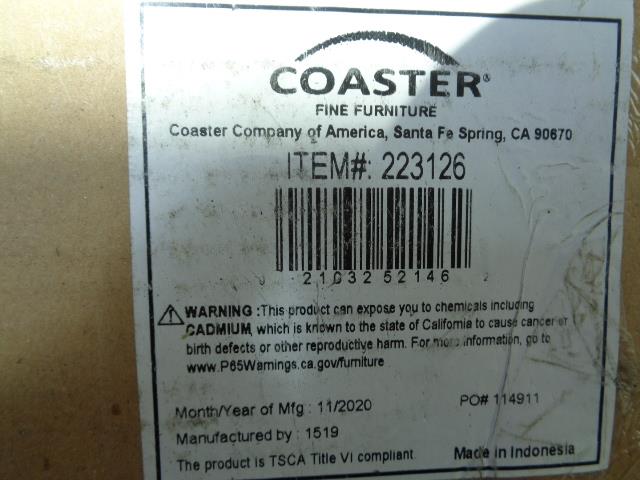 COASTER®
FINE FURNITURE
Coaster Company of America, Santa Fe Spring, CA 90670
ITEM#: 223126
0 21032 52146 2
WARNING :This product can expose you to chemicals including
CADMIUM, which is known to the state of California to cause cancer or
birth defects or other reproductive harm. For more information, go to
www.P65Warnings.ca.gov/furniture
Month/Year of Mfg : 11/2020 PO# 114911
Manufactured by : 1519
The product is TSCA Title VI compliant. Made in Indonesia